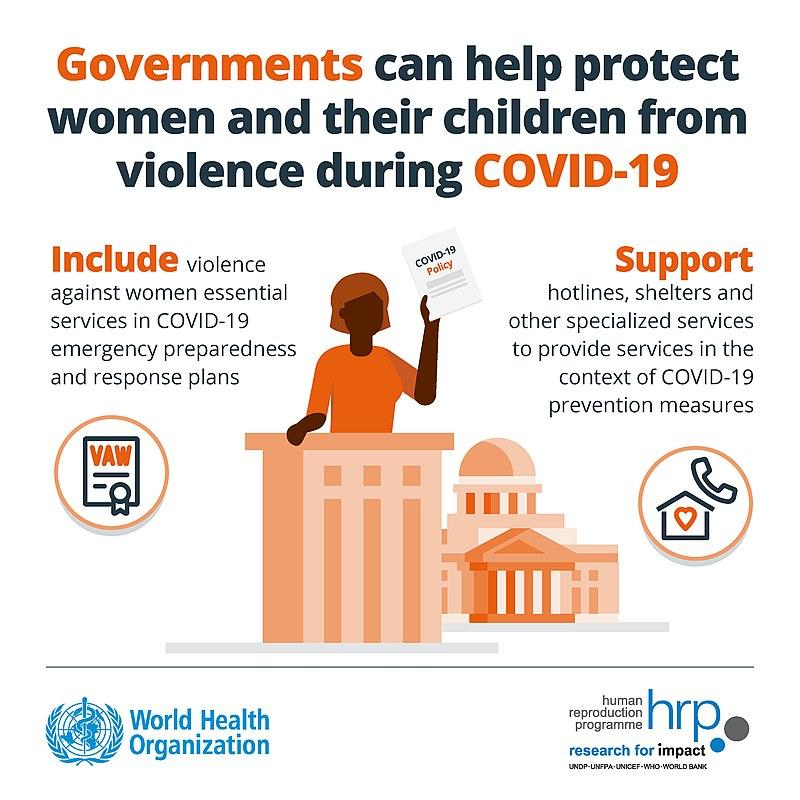 Governments can help protect
women and their children from
violence during COVID-19
Include violence
against women essential
services in COVID-19
emergency preparedness
and response plans
COVID-19
Policy
Support
hotlines, shelters and
other specialized services
to provide services in the
context of COVID-19
prevention measures
VAW
World Health
Organization
human
reproduction
programme
hrp.
research for impact
UNDP·UNFPA·UNICEF·WHO·WORLD BANK